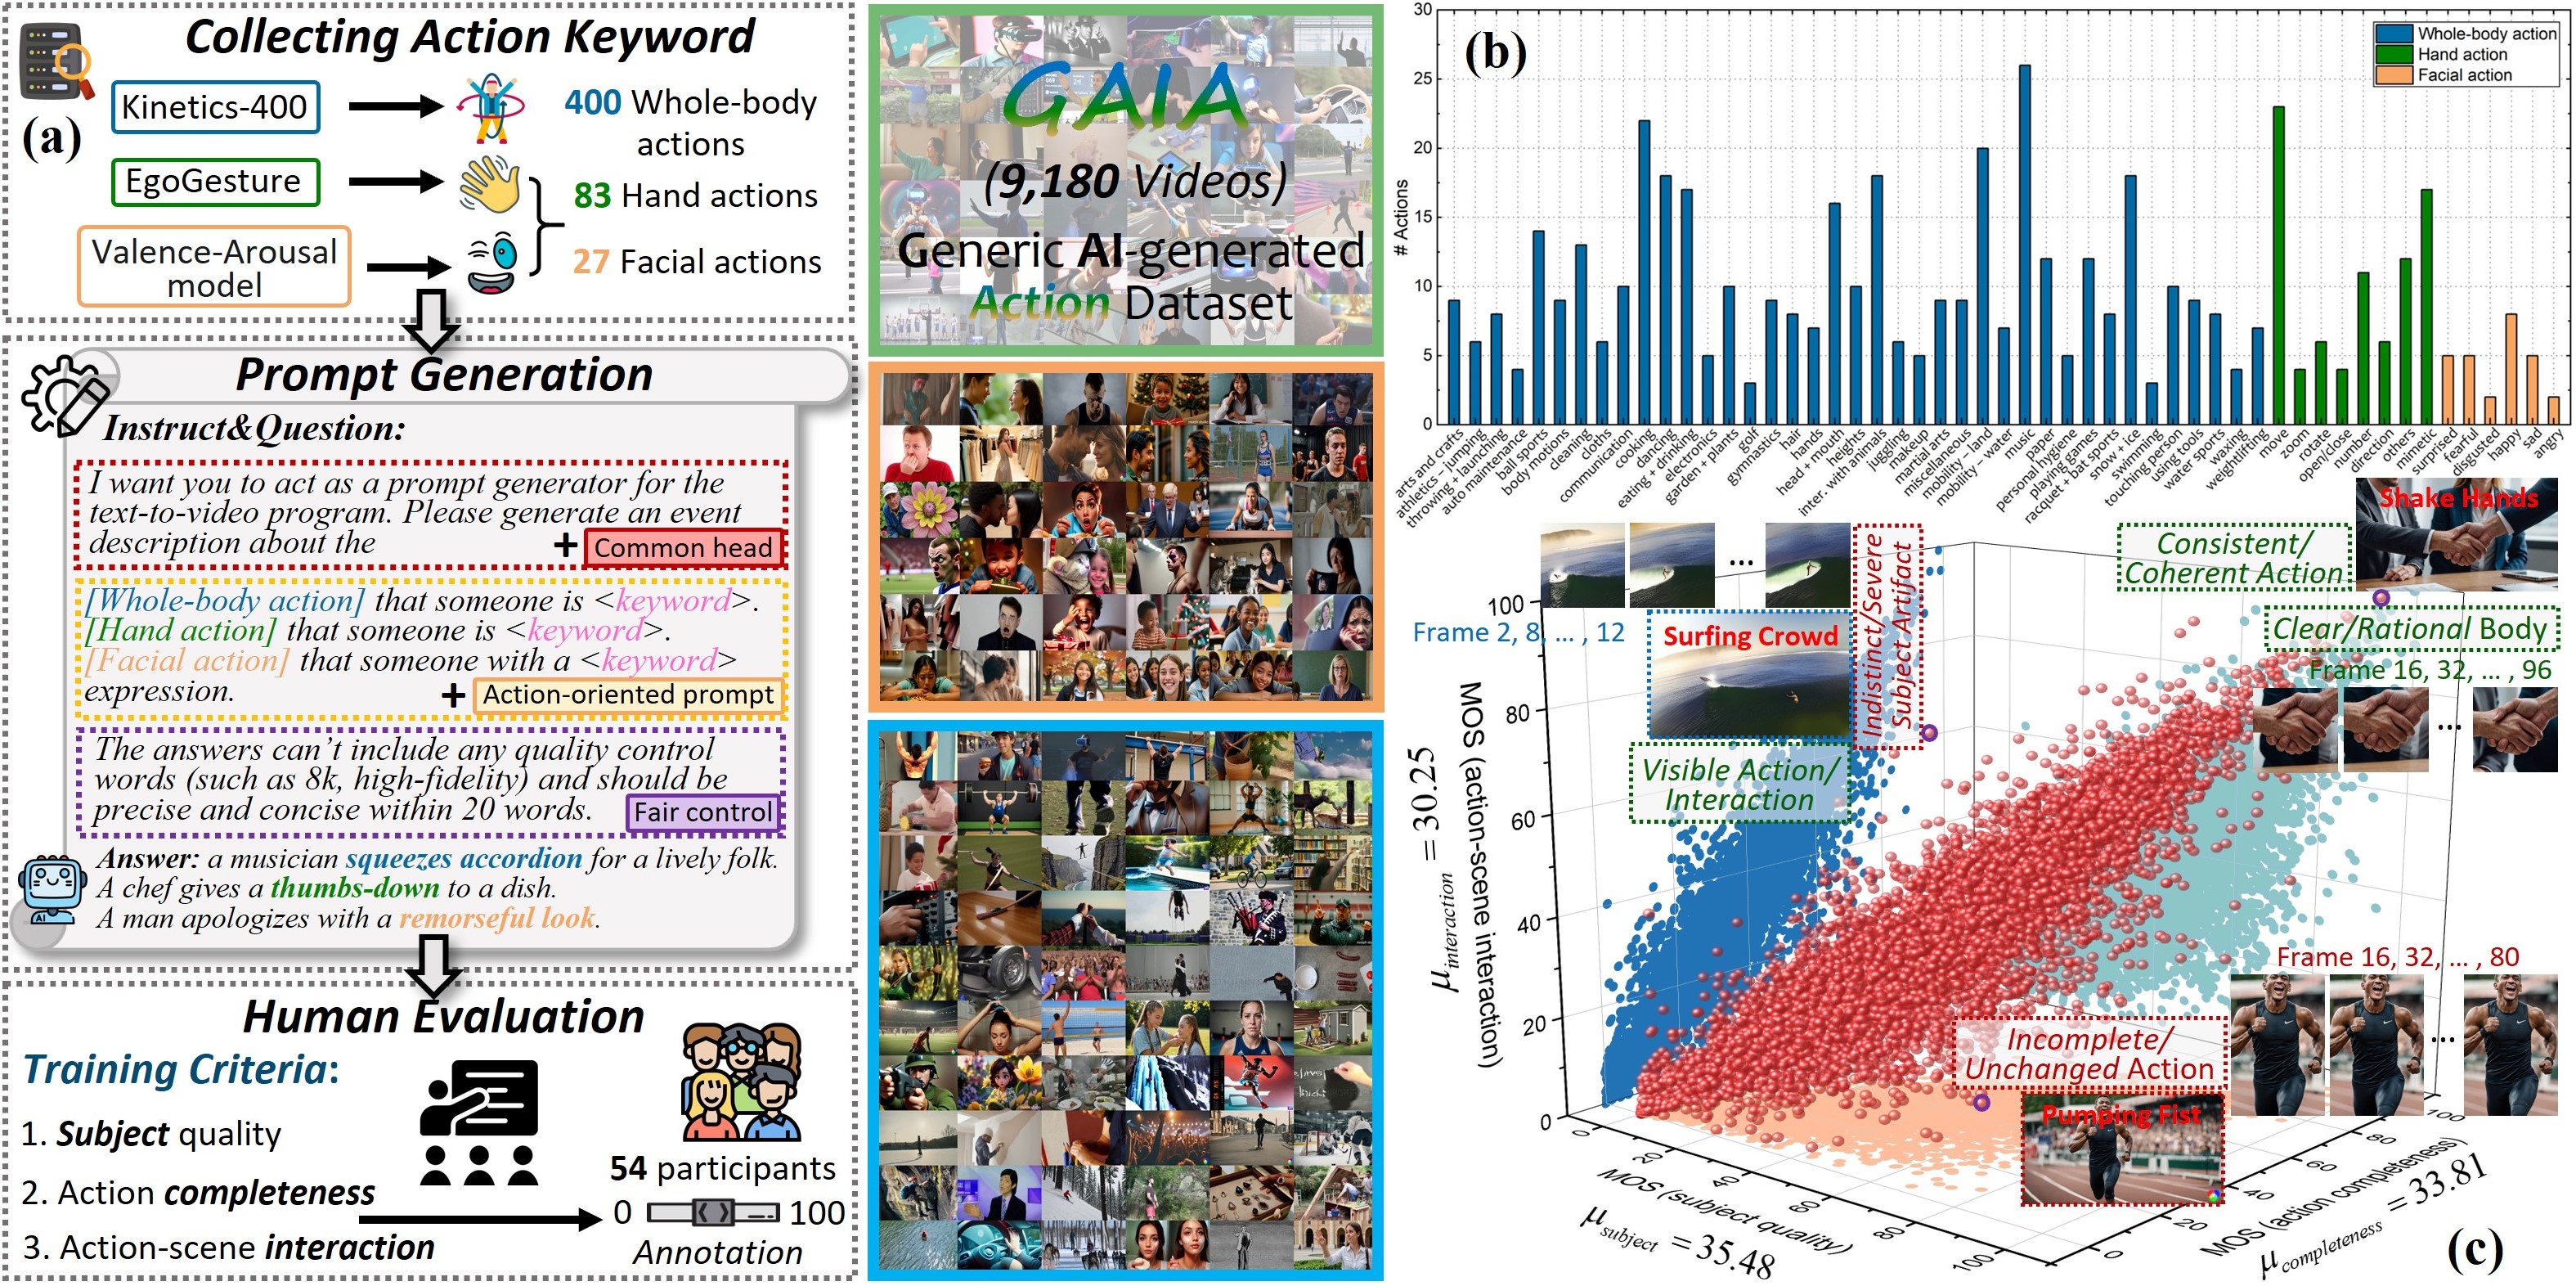 Collecting Action Keyword
(a)
Kinetics-400
400 Whole-body
actions
EgoGesture
83 Hand actions
Valence-Arousal
model
27 Facial actions
Prompt Generation
Instruct&Question:
I want you to act as a prompt generator for the
text-to-video program. Please generate an event
description about the
+ Common head
[Whole-body action] that someone is <keyword>.
[Hand action] that someone is <keyword>.
[Facial action] that someone with a <keyword>
expression.
+ Action-oriented prompt
The answers can't include any quality control
words (such as 8k, high-fidelity) and should be
precise and concise within 20 words.
Fair control
Answer: a musician squeezes accordion for a lively folk.
A chef gives a thumbs-down to a dish.
A man apologizes with a remorseful look.
AI
Human Evaluation
Training Criteria:
1. Subject quality
2. Action completeness
3. Action-scene interaction
54 participants
0 100
Annotation
GAIA
(9,180 Videos)
Generic AI-generated
Action Dataset
(b)
Whole-body action
Hand action
Facial action
# Actions
30
25
20
15
10
5
0
arts and crafts
athletics – jumping
throwing + launching
auto maintenance
ball sports
body motions
cleaning
cloths
communication
cooking
dancing
eating + drinking
electronics
garden + plants
golf
gymnastics
hair
hands
head + mouth
heights
inter. with animals
juggling
makeup
martial arts
miscellaneous
mobility – land
mobility – water
music
paper
personal hygiene
playing games
racquet + bat sports
snow + ice
swimming
touching person
using tools
water sports
waxing
weightlifting
move
zoom
rotate
open/close
number
direction
others
mimetic
surprised
fearful
disgusted
happy
sad
angry
Frame 2, 8, ... , 12
Surfing Crowd
Visible Action/
Interaction
Indistinct/Severe
Subject Artifact
Consistent/
Coherent Action
Shake Hands
Clear/Rational Body
Frame 16, 32, ... , 96
Frame 16, 32, ... , 80
Incomplete/
Unchanged Action
Pumping Fist
MOS (action-scene interaction)
μinteraction = 30.25
100
80
60
40
20
0
MOS (subject quality)
μsubject = 35.48
0
20
40
60
80
100
MOS (action completeness)
μcompleteness = 33.81
0
20
40
60
80
100
(c)